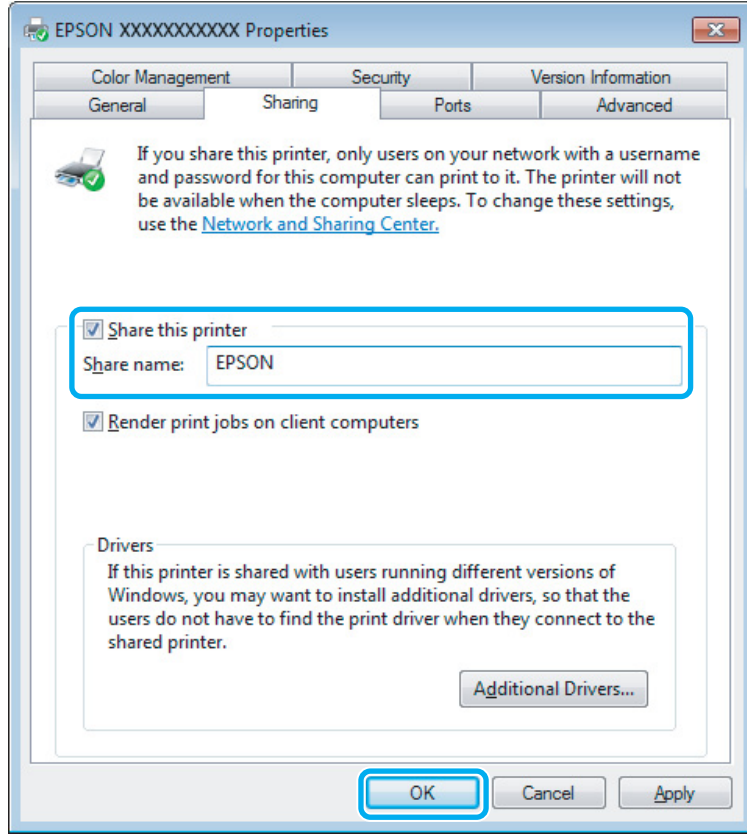 EPSON XXXXXXXXXXX Properties
Color Management Security Version Information
General Sharing Ports Advanced
If you share this printer, only users on your network with a username
and password for this computer can print to it. The printer will not
be available when the computer sleeps. To change these settings,
use the Network and Sharing Center.
Share this printer
Share name: EPSON
Render print jobs on client computers
Drivers
If this printer is shared with users running different versions of
Windows, you may want to install additional drivers, so that the
users do not have to find the print driver when they connect to the
shared printer.
Additional Drivers...
OK Cancel Apply